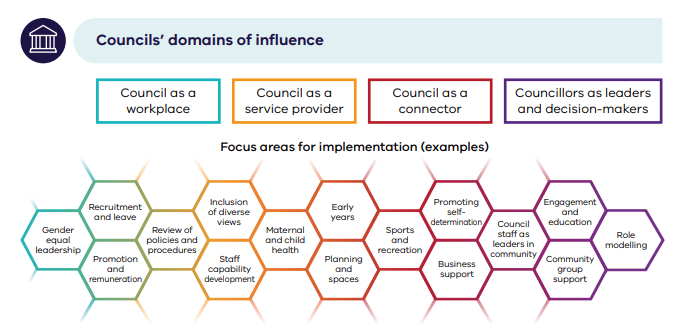 Councils' domains of influence
Council as a
workplace
Council as a
service provider
Council as a
connector
Councillors as leaders
and decision-makers
Focus areas for implementation (examples)
Gender
equal
leadership
Recruitment
and leave
Promotion
and
remuneration
Review of
policies and
procedures
Inclusion
of diverse
views
Staff
capability
development
Maternal
and child
health
Early
years
Planning
and
spaces
Sports
and
recreation
Promoting
self-
determination
Business
support
Council
staff as
leaders in
community
Engagement
and
education
Community
group
support
Role
modelling